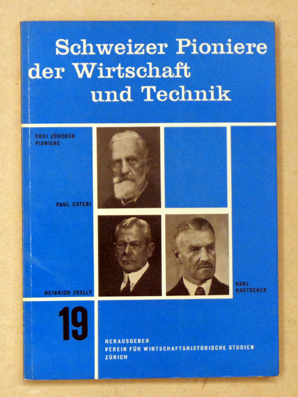 Schweizer Pioniere
der Wirtschaft
und Technik
DREI ZÜRCHER
PIONIERE
PAUL USTERI
HEINRICH ZOELLY
KARL
BRETSCHER
19
HERAUSGEBER
VEREIN FÜR WIRTSCHAFTSHISTORISCHE STUDIEN
ZÜRICH